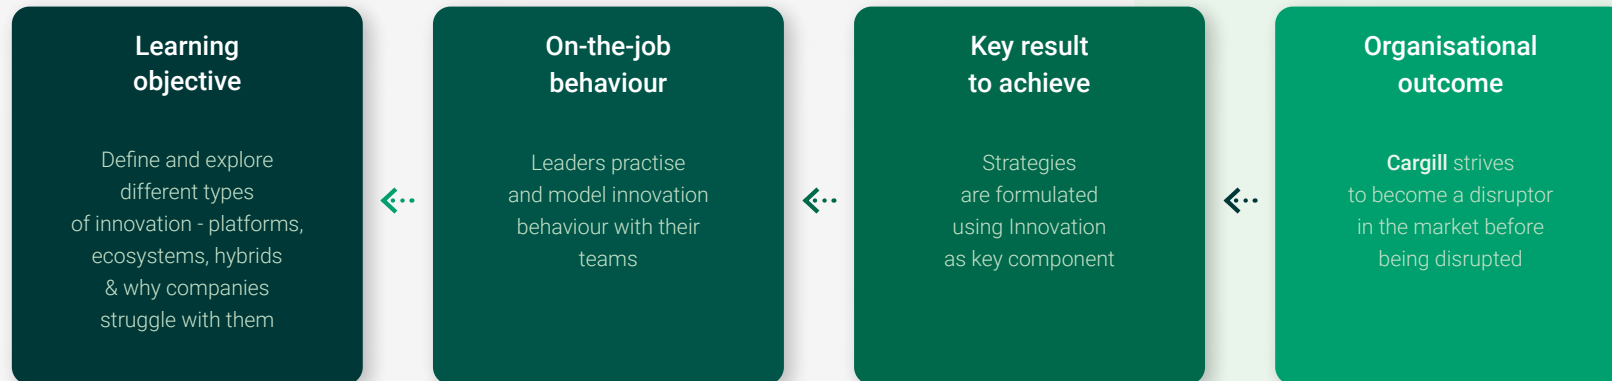 Learning
objective
Define and explore
different types
of innovation - platforms,
ecosystems, hybrids
& why companies
struggle with them
On-the-job
behaviour
Leaders practise
and model innovation
behaviour with their
teams
Key result
to achieve
Strategies
are formulated
using Innovation
as key component
Organisational
outcome
Cargill strives
to become a disruptor
in the market before
being disrupted